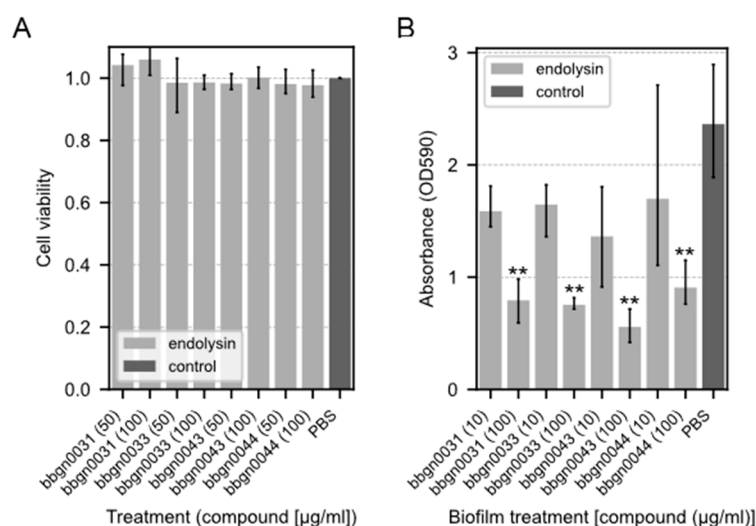 A
Cell viability
1.0
0.8
0.6
0.4
0.2
0.0
endolysin
control
bbgn0031 (50)
bbgn0031 (100)
bbgn0033 (50)
bbgn0033 (100)
bbgn0043 (50)
bbgn0043 (100)
bbgn0044 (50)
bbgn0044 (100)
PBS
Treatment (compound [µg/ml])
B
Absorbance (OD590)
3
2
1
0
endolysin
control
**
**
**
**
bbgn0031 (10)
bbgn0031 (100)
bbgn0033 (10)
bbgn0033 (100)
bbgn0043 (10)
bbgn0043 (100)
bbgn0044 (10)
bbgn0044 (100)
PBS
Biofilm treatment [compound (µg/ml)]